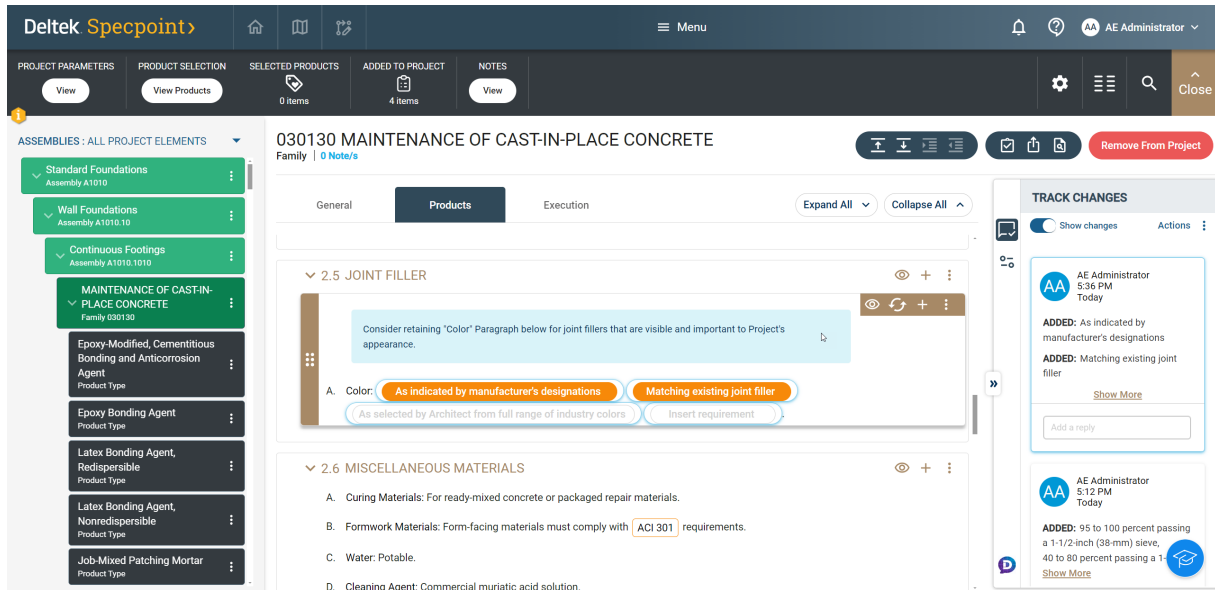 Deltek Specpoint
Menu
AA AE Administrator
PROJECT PARAMETERS
View
PRODUCT SELECTION
View Products
SELECTED PRODUCTS
0 items
ADDED TO PROJECT
4 items
NOTES
View
Close
ASSEMBLIES : ALL PROJECT ELEMENTS
Standard Foundations
Assembly A1010
Wall Foundations
Assembly A1010.10
Continuous Footings
Assembly A1010.1010
MAINTENANCE OF CAST-IN-
PLACE CONCRETE
Family 030130
Epoxy-Modified, Cementitious
Bonding and Anticorrosion
Agent
Product Type
Epoxy Bonding Agent
Product Type
Latex Bonding Agent,
Redispersible
Product Type
Latex Bonding Agent,
Nonredispersible
Product Type
Job-Mixed Patching Mortar
Product Type
030130 MAINTENANCE OF CAST-IN-PLACE CONCRETE
Family | 0 Note/s
Remove From Project
General
Products
Execution
Expand All
Collapse All
2.5 JOINT FILLER
Consider retaining "Color" Paragraph below for joint fillers that are visible and important to Project's
appearance.
A. Color: As indicated by manufacturer's designations Matching existing joint filler
As selected by Architect from full range of industry colors Insert requirement .
2.6 MISCELLANEOUS MATERIALS
A. Curing Materials: For ready-mixed concrete or packaged repair materials.
B. Formwork Materials: Form-facing materials must comply with ACI 301 requirements.
C. Water: Potable.
D. Cleaning Agent: Commercial muriatic acid solution.
TRACK CHANGES
Show changes
Actions
AA
AE Administrator
5:36 PM
Today
ADDED: As indicated by
manufacturer's designations
ADDED: Matching existing joint
filler
Show More
Add a reply
AA
AE Administrator
5:12 PM
Today
ADDED: 95 to 100 percent passing
a 1-1/2-inch (38-mm) sieve,
40 to 80 percent passing a 1-
Show More